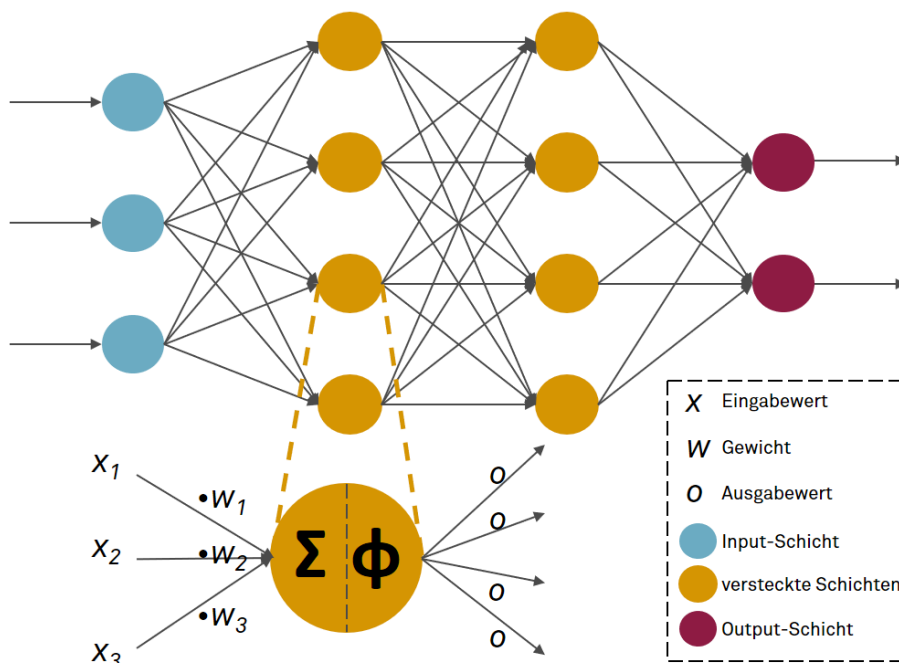 x1
•w1
x2
•w2
x3
•w3
Σ ϕ
o
o
o
o
x Eingabewert
w Gewicht
o Ausgabewert
Input-Schicht
versteckte Schichten
Output-Schicht